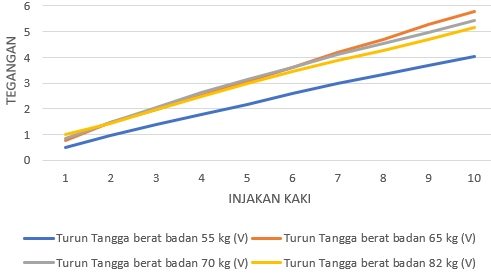 6
5
4
3
2
1
0
TEGANGAN
1 2 3 4 5 6 7 8 9 10
INJAKAN KAKI
Turun Tangga berat badan 55 kg (V) Turun Tangga berat badan 65 kg (V)
Turun Tangga berat badan 70 kg (V) Turun Tangga berat badan 82 kg (V)